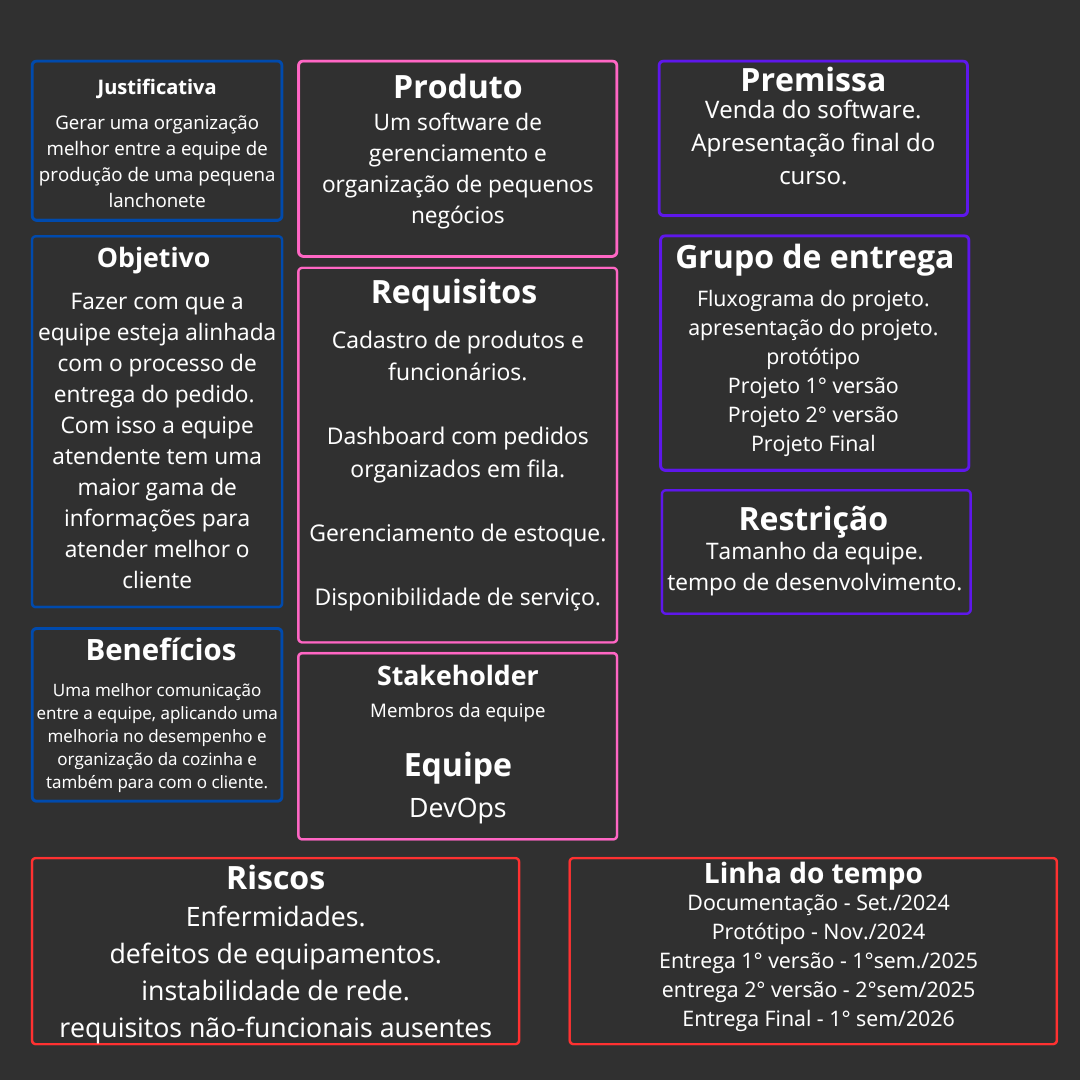 Justificativa
Gerar uma organização
melhor entre a equipe de
produção de uma pequena
lanchonete
Objetivo
Fazer com que a
equipe esteja alinhada
com o processo de
entrega do pedido.
Com isso a equipe
atendente tem uma
maior gama de
informações para
atender melhor o
cliente
Benefícios
Uma melhor comunicação
entre a equipe, aplicando uma
melhoria no desempenho e
organização da cozinha e
também para com o cliente.
Produto
Um software de
gerenciamento e
organização de pequenos
negócios
Requisitos
Cadastro de produtos e
funcionários.
Dashboard com pedidos
organizados em fila.
Gerenciamento de estoque.
Disponibilidade de serviço.
Stakeholder
Membros da equipe
Equipe
DevOps
Premissa
Venda do software.
Apresentação final do
curso.
Grupo de entrega
Fluxograma do projeto.
apresentação do projeto.
protótipo
Projeto 1° versão
Projeto 2° versão
Projeto Final
Restrição
Tamanho da equipe.
tempo de desenvolvimento.
Riscos
Enfermidades.
defeitos de equipamentos.
instabilidade de rede.
requisitos não-funcionais ausentes
Linha do tempo
Documentação - Set./2024
Protótipo - Nov./2024
Entrega 1° versão - 1°sem./2025
entrega 2° versão - 2°sem/2025
Entrega Final - 1° sem/2026